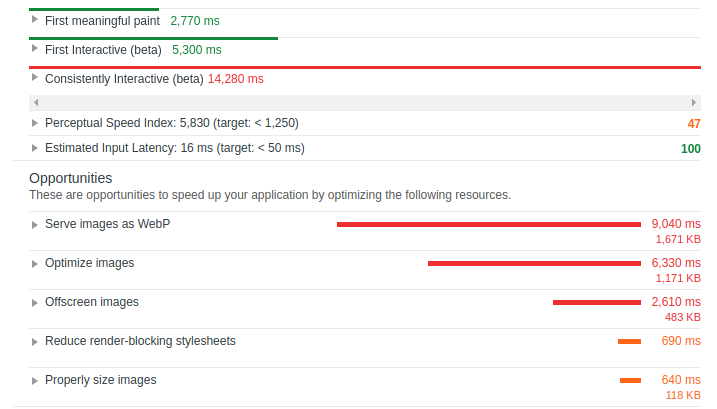 First meaningful paint 2,770 ms
First Interactive (beta) 5,300 ms
Consistently Interactive (beta) 14,280 ms
Perceptual Speed Index: 5,830 (target: < 1,250) 47
Estimated Input Latency: 16 ms (target: < 50 ms) 100
Opportunities
These are opportunities to speed up your application by optimizing the following resources.
Serve images as WebP 9,040 ms
1,671 KB
Optimize images 6,330 ms
1,171 KB
Offscreen images 2,610 ms
483 KB
Reduce render-blocking stylesheets 690 ms
Properly size images 640 ms
118 KB